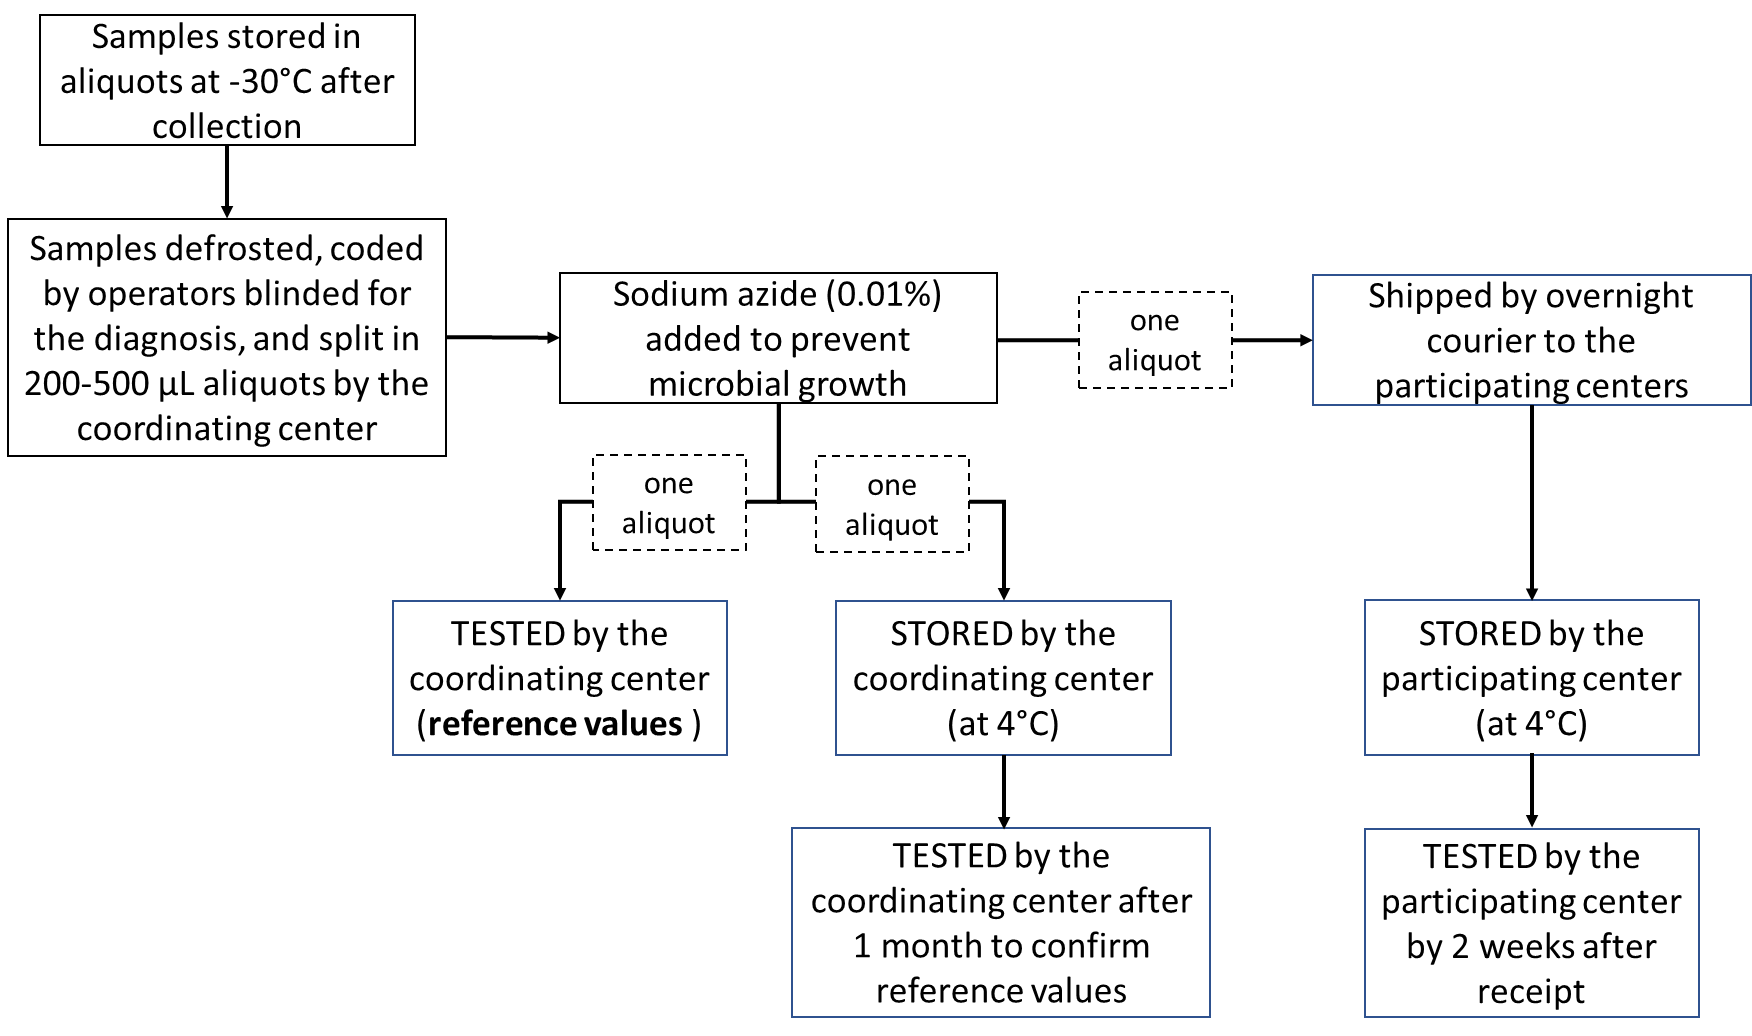 Samples stored in
aliquots at -30°C after
collection
Samples defrosted, coded
by operators blinded for
the diagnosis, and split in
200-500 µL aliquots by the
coordinating center
Sodium azide (0.01%)
added to prevent
microbial growth
one
aliquot
Shipped by overnight
courier to the
participating centers
one
aliquot
one
aliquot
TESTED by the
coordinating center
(reference values )
STORED by the
coordinating center
(at 4°C)
STORED by the
participating center
(at 4°C)
TESTED by the
coordinating center after
1 month to confirm
reference values
TESTED by the
participating center
by 2 weeks after
receipt